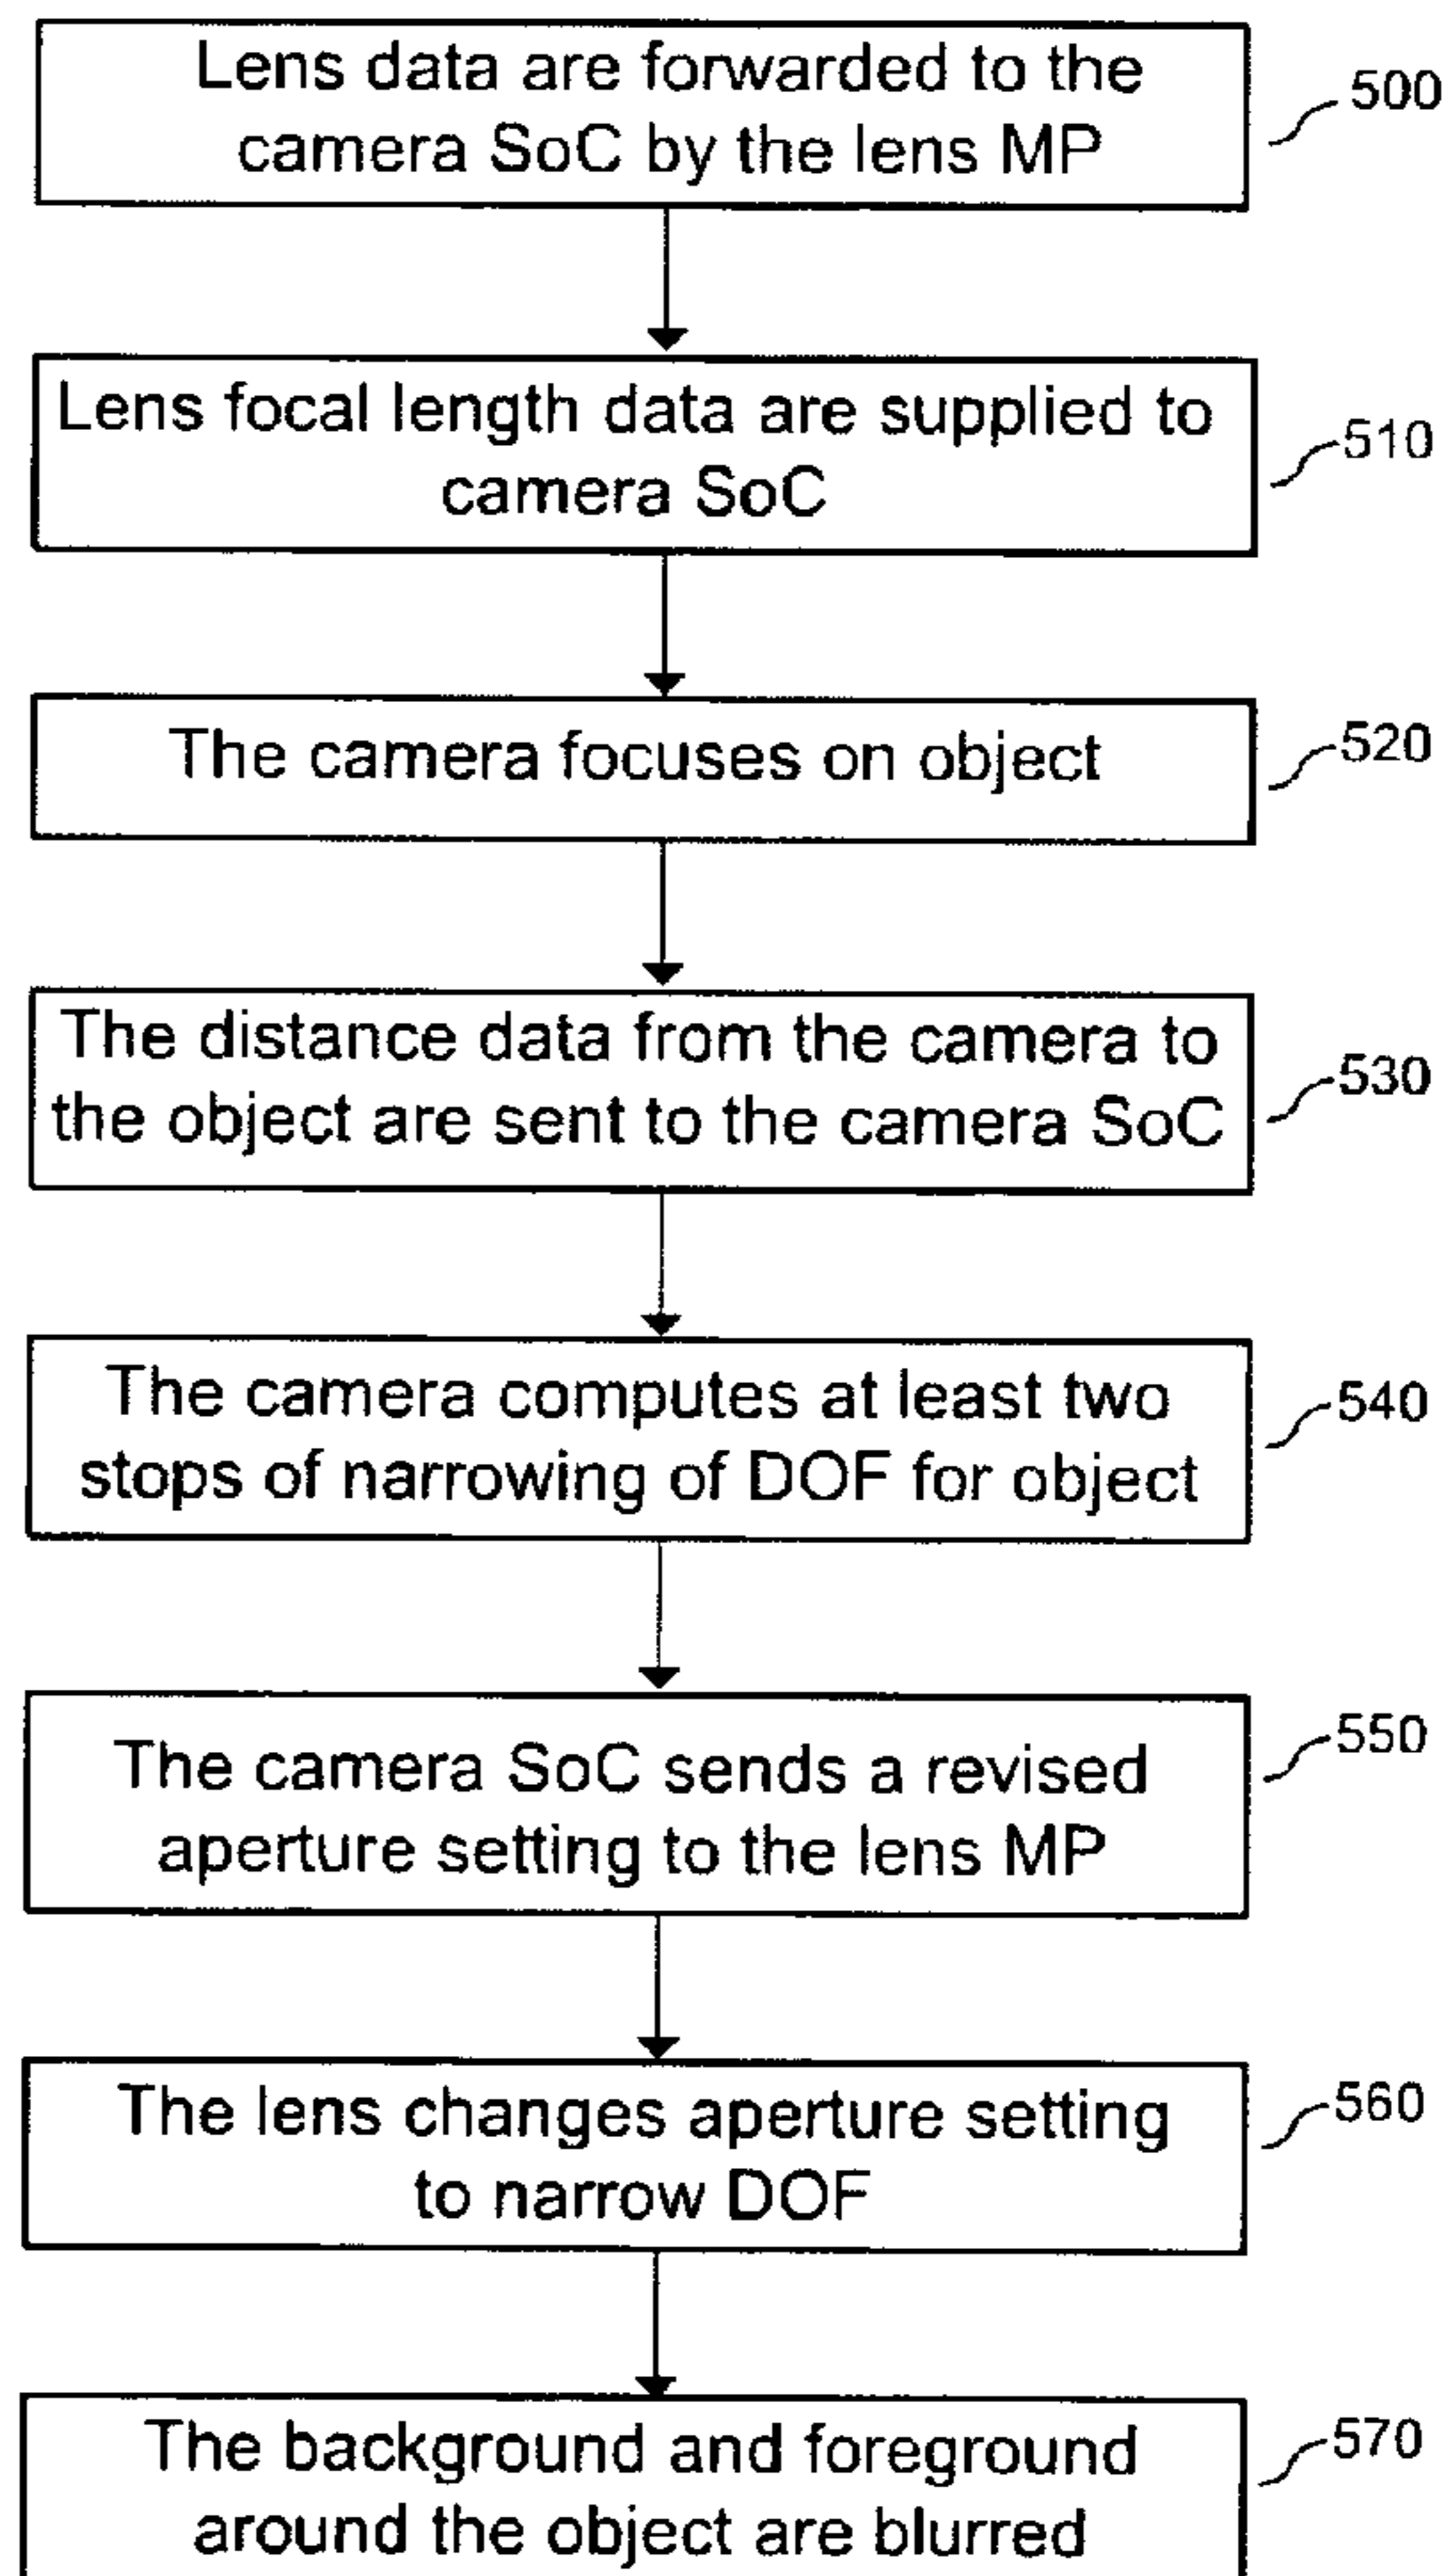 Lens data are forwarded to the
camera SoC by the lens MP
500
Lens focal length data are supplied to
camera SoC
510
The camera focuses on object
520
The distance data from the camera to
the object are sent to the camera SoC
530
The camera computes at least two
stops of narrowing of DOF for object
540
The camera SoC sends a revised
aperture setting to the lens MP
550
The lens changes aperture setting
to narrow DOF
560
The background and foreground
around the object are blurred
570